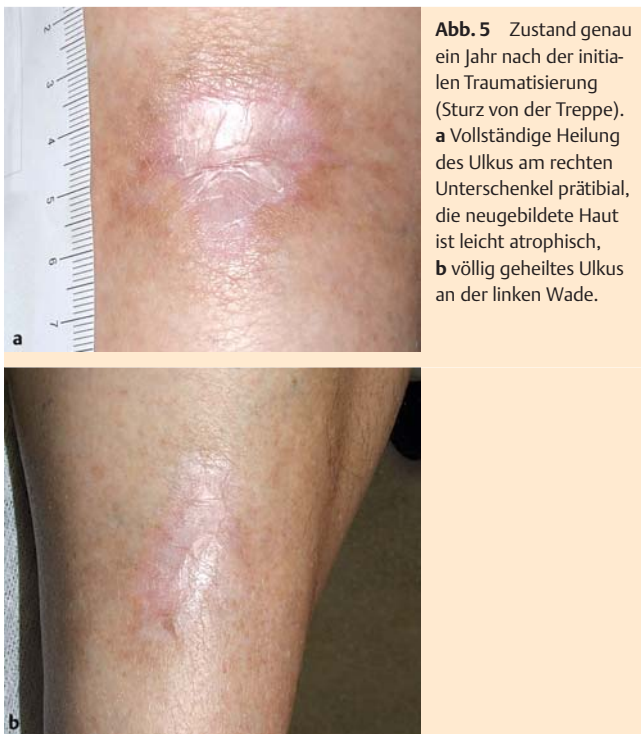 Abb. 5 Zustand genau
ein Jahr nach der initia-
len Traumatisierung
(Sturz von der Treppe).
a Vollständige Heilung
des Ulkus am rechten
Unterschenkel prätibial,
die neugebildete Haut
ist leicht atrophisch,
b völlig geheiltes Ulkus
an der linken Wade.
2
3
4
5
6
7
a
b